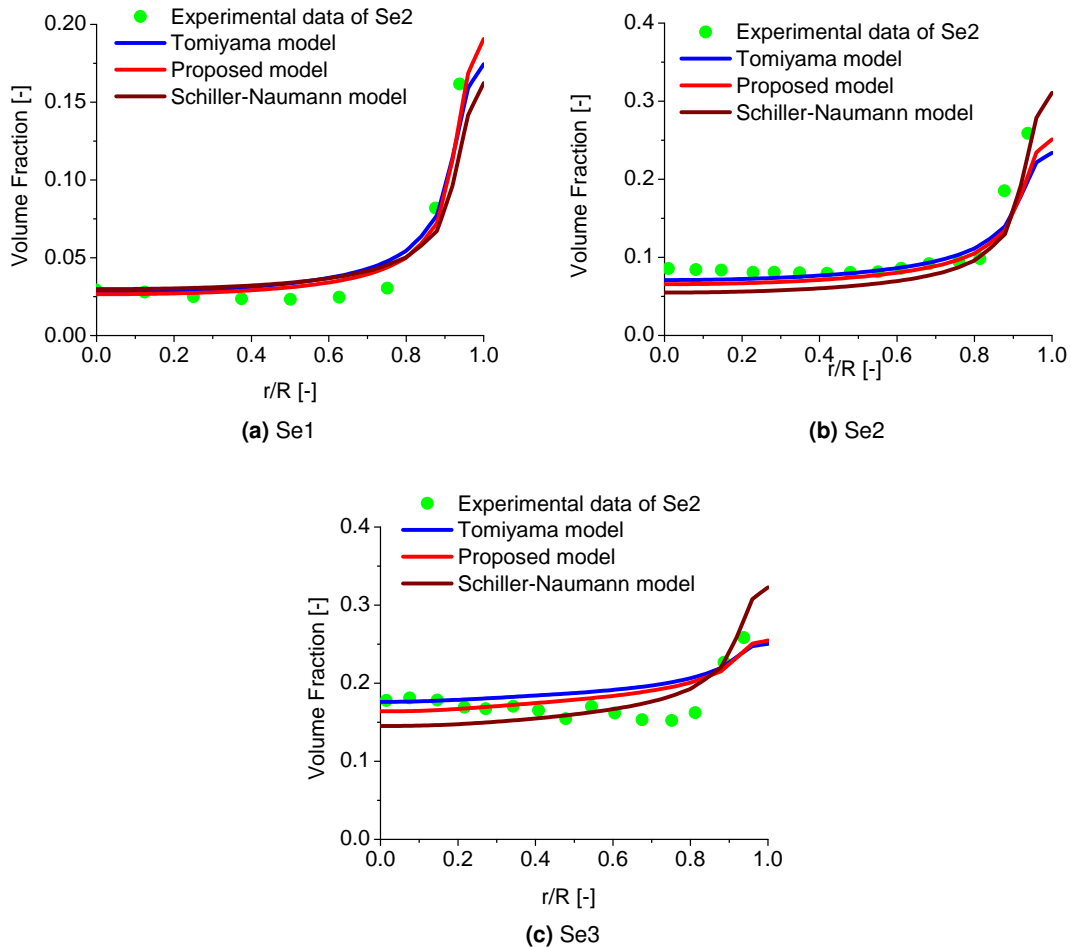 Experimental data of Se2
Tomiyama model
Proposed model
Schiller-Naumann model
0.20
0.15
0.10
0.05
0.00
Volume Fraction [-]
0.0 0.2 0.4 0.6 0.8 1.0
r/R [-]
(a) Se1
Experimental data of Se2
Tomiyama model
Proposed model
Schiller-Naumann model
0.4
0.3
0.2
0.1
0.0
Volume Fraction [-]
0.0 0.2 0.4 0.6 0.8 1.0
r/R [-]
(b) Se2
Experimental data of Se2
Tomiyama model
Proposed model
Schiller-Naumann model
0.4
0.3
0.2
0.1
0.0
Volume Fraction [-]
0.0 0.2 0.4 0.6 0.8 1.0
r/R [-]
(c) Se3